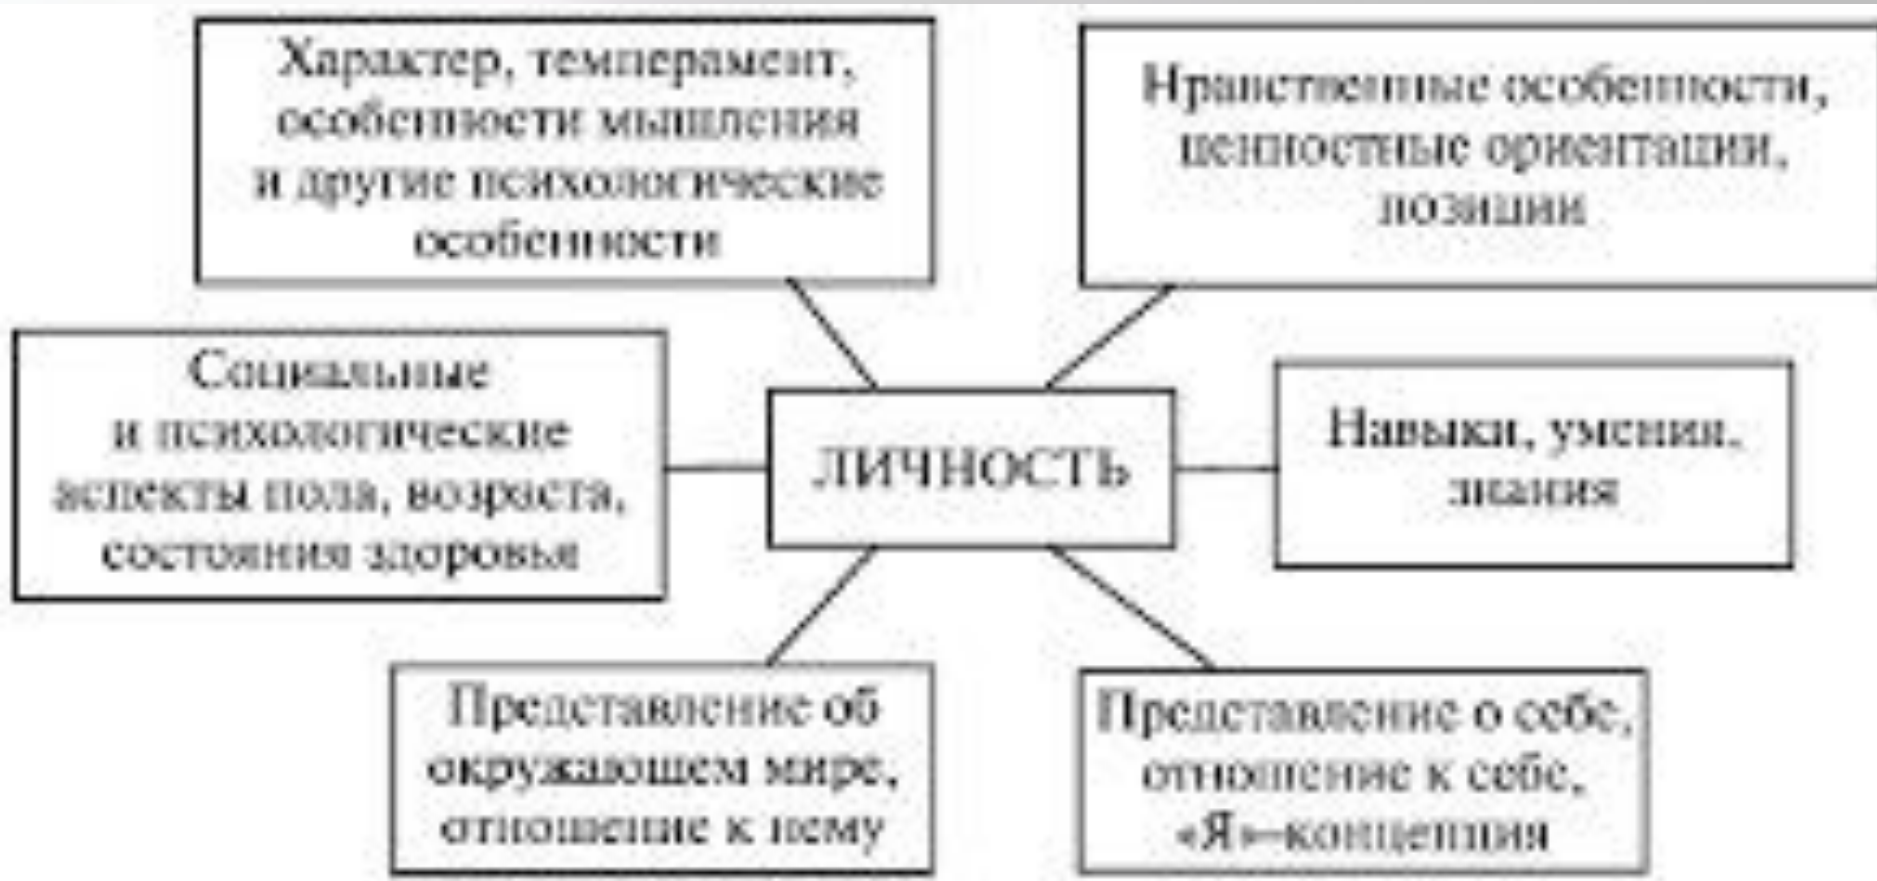 Характер, темперамент,
особенности мышления
и другие психологические
особенности
Нравственные особенности,
ценностные ориентации,
позиции
Социальные
и психологические
аспекты пола, возраста,
состояния здоровья
ЛИЧНОСТЬ
Навыки, умения,
знания
Представление об
окружающем мире,
отношение к нему
Представление о себе,
отношение к себе,
«Я»–концепция